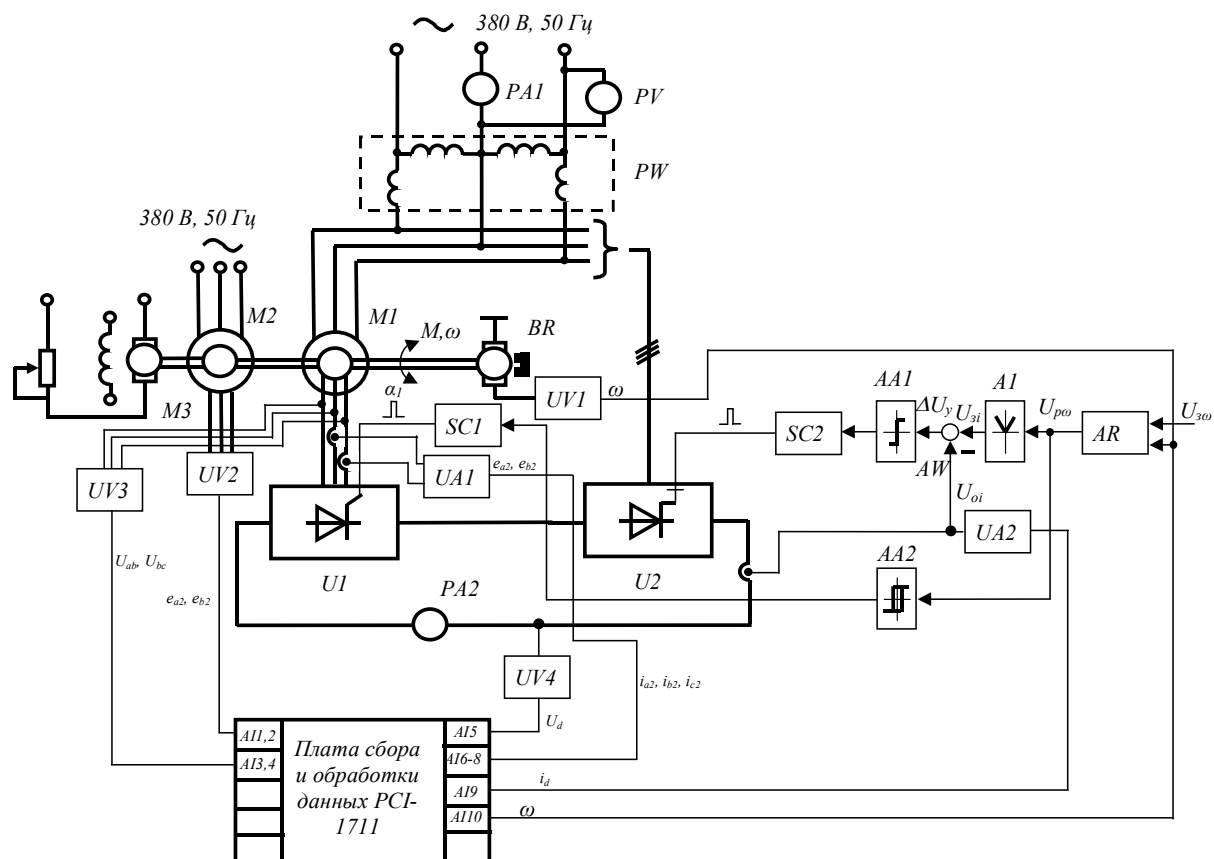 380 В, 50 Гц
PA1
PV
PW
380 В, 50 Гц
M2
M1
M,ω
BR
M3
α₁
UV1
ω
AA1
A1
ΔUу
Uзi
Upω
Uзω
SC1
SC2
AR
AW
UV3
UV2
UA1
ea2, eb2
Uoi
UA2
U1
U2
AA2
Uab, Ubc
ea2, eb2
PA2
UV4
ia2, ib2, ic2
Ud
AI1,2
AI3,4
Плата сбора
и обработки
данных PCI-
1711
AI5
AI6-8
AI9
AI10
id
ω